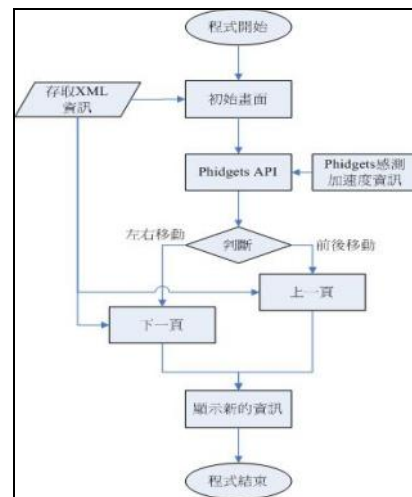 程式開始
存取XML
資訊
初始畫面
Phidgets API
Phidgets感測
加速度資訊
左右移動
判斷
前後移動
上一頁
下一頁
顯示新的資訊
程式結束